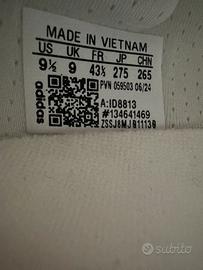 MADE IN VIETNAM
US UK FR JP CHN
9½ 9 43⅓ 275 265
PVN 059503 06/24
A:ID8813
#134641469
adidas
subito